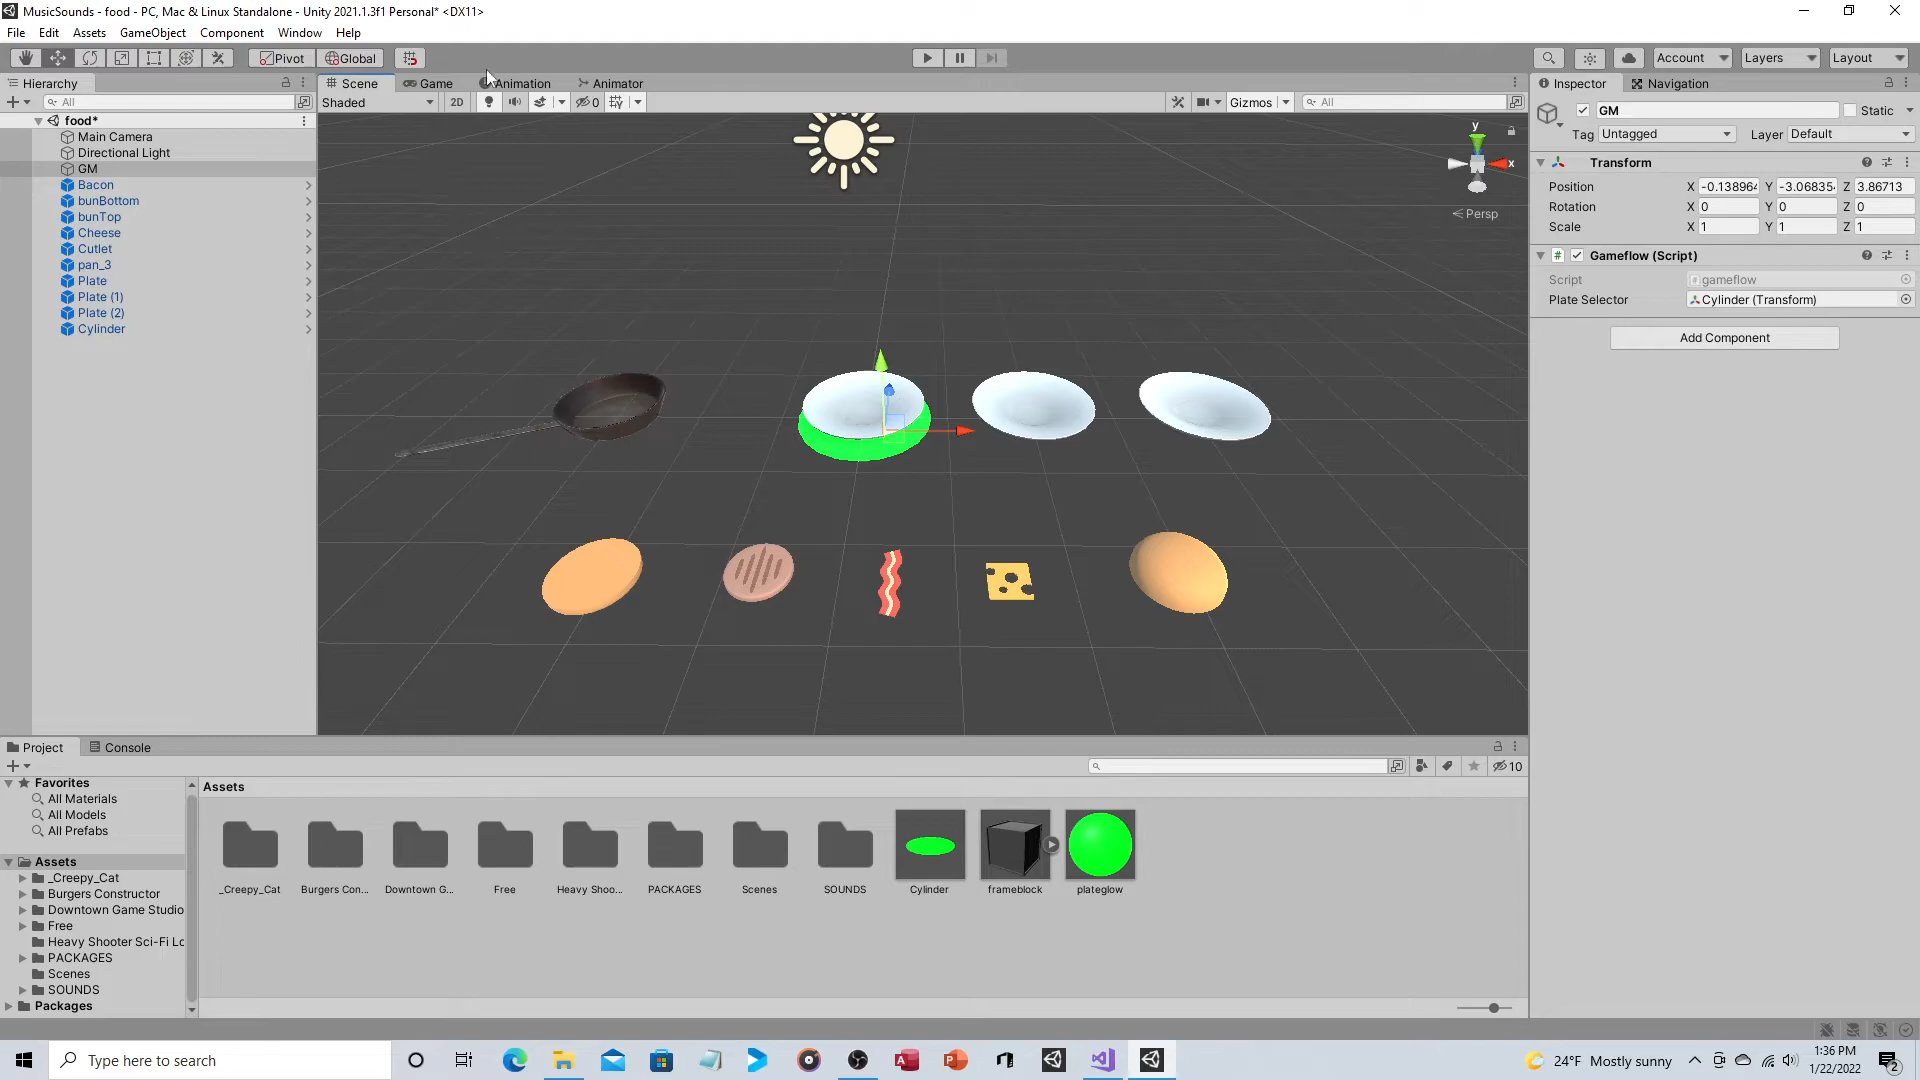 MusicSounds - food - PC, Mac & Linux Standalone - Unity 2021.1.3f1 Personal* <DX11>
File Edit Assets GameObject Component Window Help
Pivot Global Account Layers Layout
Hierarchy Scene Game Animation Animator Inspector Navigation
All Shaded 2D 0 Gizmos All GM Static
food*
Tag Untagged Layer Default
Main Camera
Directional Light
GM
Bacon
bunBottom
bunTop
Cheese
Cutlet
pan_3
Plate
Plate (1)
Plate (2)
Cylinder
y
x
Persp
Transform
Position X -0.138964 Y -3.06835 Z 3.86713
Rotation X 0 Y 0 Z 0
Scale X 1 Y 1 Z 1
# Gameflow (Script)
Script gameflow
Plate Selector Cylinder (Transform)
Add Component
Project Console
10
Favorites
All Materials
All Models
All Prefabs
Assets
_Creepy_Cat
Burgers Constructor
Downtown Game Studio
Free
Heavy Shooter Sci-Fi Lo
PACKAGES
Scenes
SOUNDS
Packages
Assets
_Creepy_Cat Burgers Con... Downtown G... Free Heavy Shoo... PACKAGES Scenes SOUNDS Cylinder frameblock plateglow
Type here to search
24°F Mostly sunny
1:36 PM
1/22/2022
2